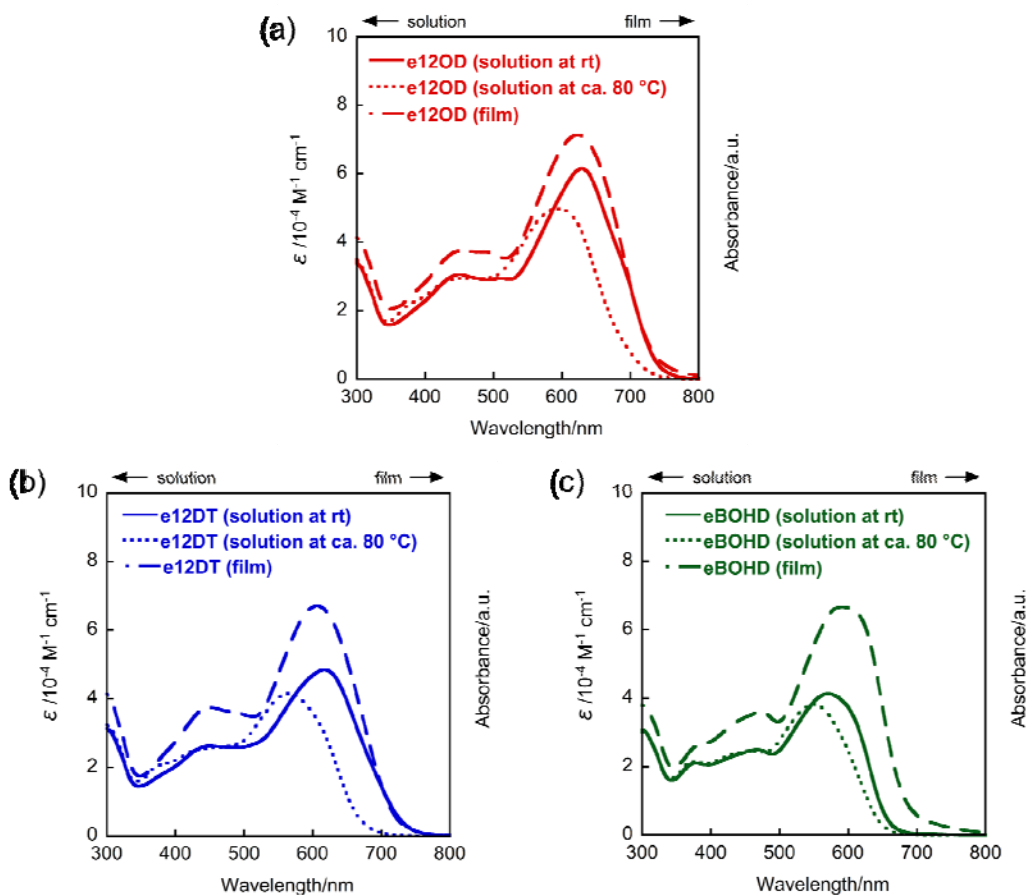 (a)
← solution film →
10
8
6
4
2
0
e12OD (solution at rt)
e12OD (solution at ca. 80 °C)
e12OD (film)
ε /10⁻⁴ M⁻¹ cm⁻¹
Absorbance/a.u.
300 400 500 600 700 800
Wavelength/nm
(b)
← solution film →
10
8
6
4
2
0
e12DT (solution at rt)
e12DT (solution at ca. 80 °C)
e12DT (film)
ε /10⁻⁴ M⁻¹ cm⁻¹
Absorbance/a.u.
300 400 500 600 700 800
Wavelength/nm
(c)
← solution film →
10
8
6
4
2
0
eBOHD (solution at rt)
eBOHD (solution at ca. 80 °C)
eBOHD (film)
ε /10⁻⁴ M⁻¹ cm⁻¹
Absorbance/a.u.
300 400 500 600 700 800
Wavelength/nm